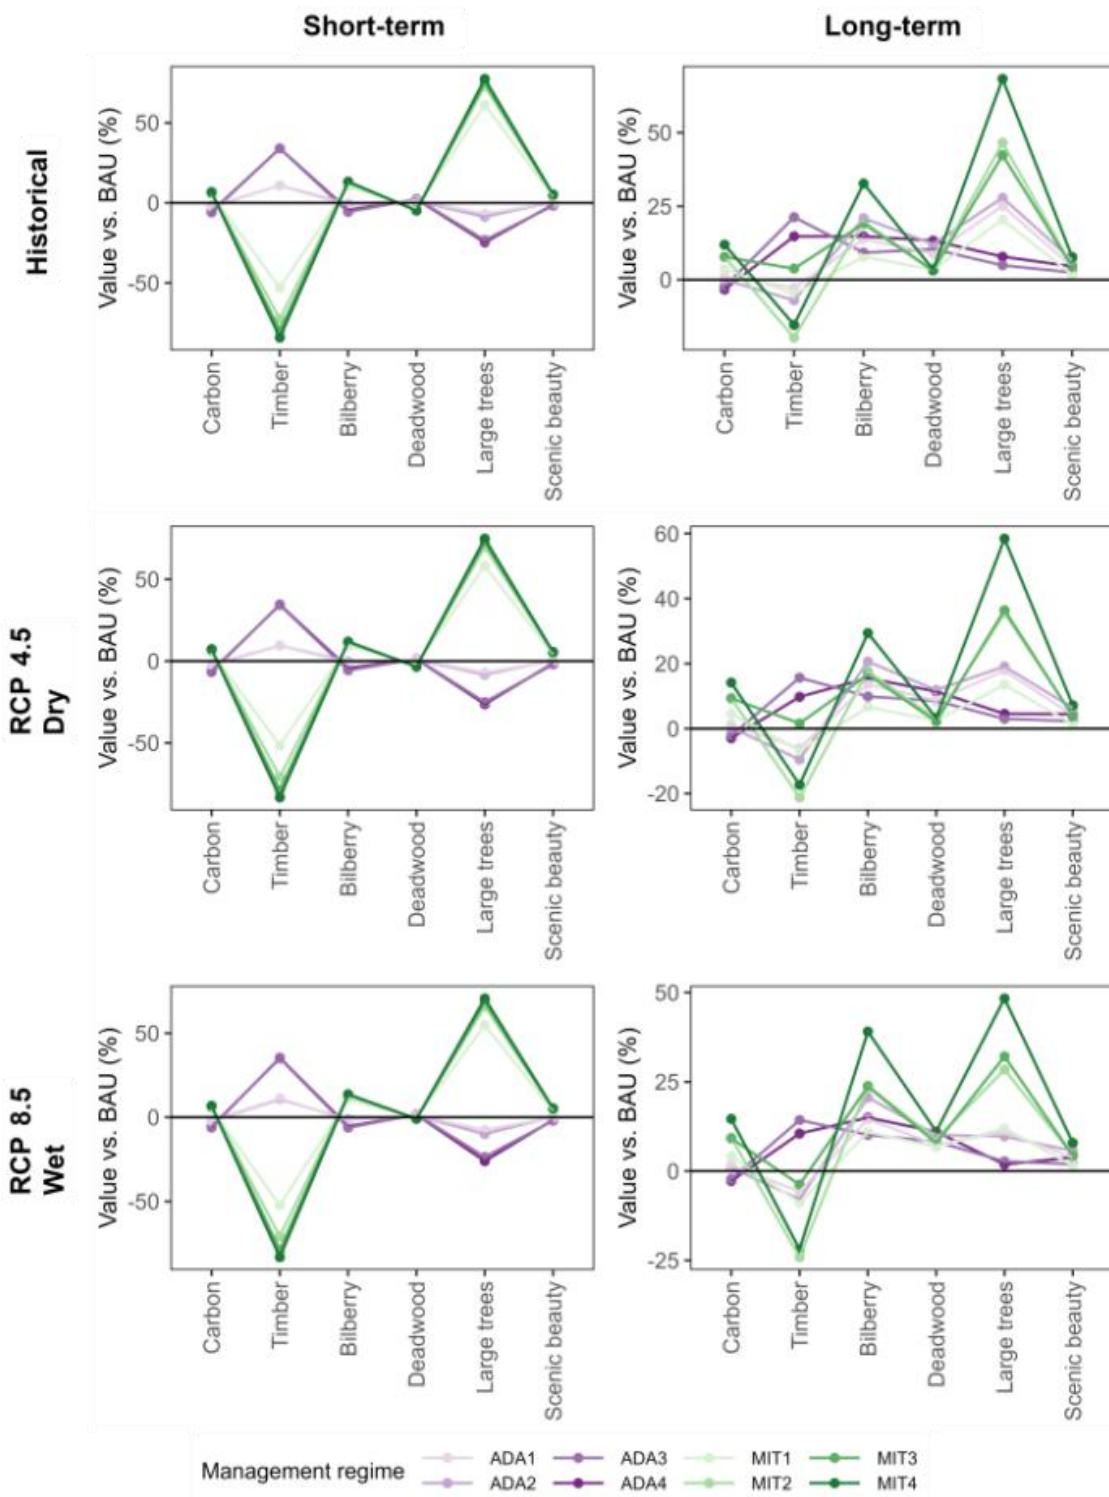 Short-term Long-term
Historical
Value vs. BAU (%)
50
0
-50
Carbon
Timber
Bilberry
Deadwood
Large trees
Scenic beauty
Value vs. BAU (%)
50
25
0
Carbon
Timber
Bilberry
Deadwood
Large trees
Scenic beauty
RCP 4.5
Dry
Value vs. BAU (%)
50
0
-50
Carbon
Timber
Bilberry
Deadwood
Large trees
Scenic beauty
Value vs. BAU (%)
60
40
20
0
-20
Carbon
Timber
Bilberry
Deadwood
Large trees
Scenic beauty
RCP 8.5
Wet
Value vs. BAU (%)
50
0
-50
Carbon
Timber
Bilberry
Deadwood
Large trees
Scenic beauty
Value vs. BAU (%)
50
25
0
-25
Carbon
Timber
Bilberry
Deadwood
Large trees
Scenic beauty
Management regime
ADA1 ADA3 MIT1 MIT3
ADA2 ADA4 MIT2 MIT4